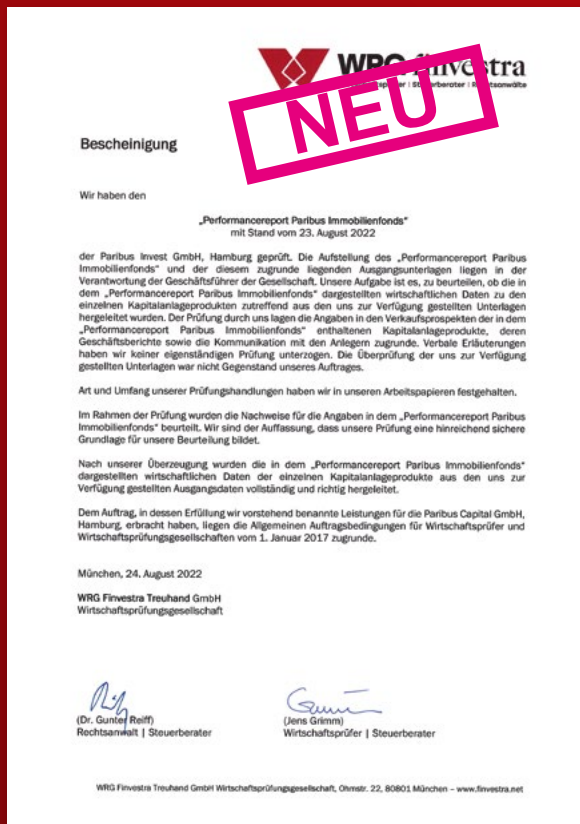 WRG finvestra
NEU
Bescheinigung
Wir haben den
„Performancereport Paribus Immobilienfonds“
mit Stand vom 23. August 2022
der Paribus Invest GmbH, Hamburg geprüft. Die Aufstellung des „Performancereport Paribus
Immobilienfonds“ und der diesem zugrunde liegenden Ausgangsunterlagen liegen in der
Verantwortung der Geschäftsführer der Gesellschaft. Unsere Aufgabe ist es, zu beurteilen, ob die in
dem „Performancereport Paribus Immobilienfonds“ dargestellten wirtschaftlichen Daten zu den
einzelnen Kapitalanlageprodukten zutreffend aus den uns zur Verfügung gestellten Unterlagen
hergeleitet wurden. Der Prüfung durch uns lagen die Angaben in den Verkaufsprospekten der in dem
„Performancereport Paribus Immobilienfonds“ enthaltenen Kapitalanlageprodukte, deren
Geschäftsberichte sowie die Kommunikation mit den Anlegern zugrunde. Verbale Erläuterungen
haben wir keiner eigenständigen Prüfung unterzogen. Die Überprüfung der uns zur Verfügung
gestellten Unterlagen war nicht Gegenstand unseres Auftrages.
Art und Umfang unserer Prüfungshandlungen haben wir in unseren Arbeitspapieren festgehalten.
Im Rahmen der Prüfung wurden die Nachweise für die Angaben in dem „Performancereport Paribus
Immobilienfonds“ beurteilt. Wir sind der Auffassung, dass unsere Prüfung eine hinreichend sichere
Grundlage für unsere Beurteilung bildet.
Nach unserer Überzeugung wurden die in dem „Performancereport Paribus Immobilienfonds“
dargestellten wirtschaftlichen Daten der einzelnen Kapitalanlageprodukte aus den uns zur
Verfügung gestellten Ausgangsdaten vollständig und richtig hergeleitet.
Dem Auftrag, in dessen Erfüllung wir vorstehend benannte Leistungen für die Paribus Capital GmbH,
Hamburg, erbracht haben, liegen die Allgemeinen Auftragsbedingungen für Wirtschaftsprüfer und
Wirtschaftsprüfungsgesellschaften vom 1. Januar 2017 zugrunde.
München, 24. August 2022
WRG Finvestra Treuhand GmbH
Wirtschaftsprüfungsgesellschaft
(Dr. Gunter Reiff) (Jens Grimm)
Rechtsanwalt | Steuerberater Wirtschaftsprüfer | Steuerberater
WRG Finvestra Treuhand GmbH Wirtschaftsprüfungsgesellschaft, Ohmstr. 22, 80801 München – www.finvestra.net